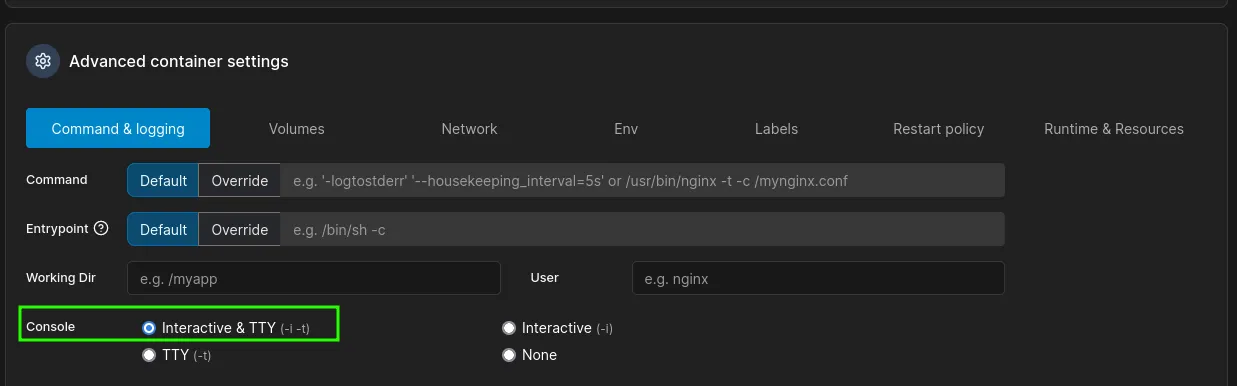 Advanced container settings
Command & logging Volumes Network Env Labels Restart policy Runtime & Resources
Command Default Override e.g. '-logtostderr' '--housekeeping_interval=5s' or /usr/bin/nginx -t -c /mynginx.conf
Entrypoint ? Default Override e.g. /bin/sh -c
Working Dir e.g. /myapp User e.g. nginx
Console Interactive & TTY (-i -t) Interactive (-i)
TTY (-t) None